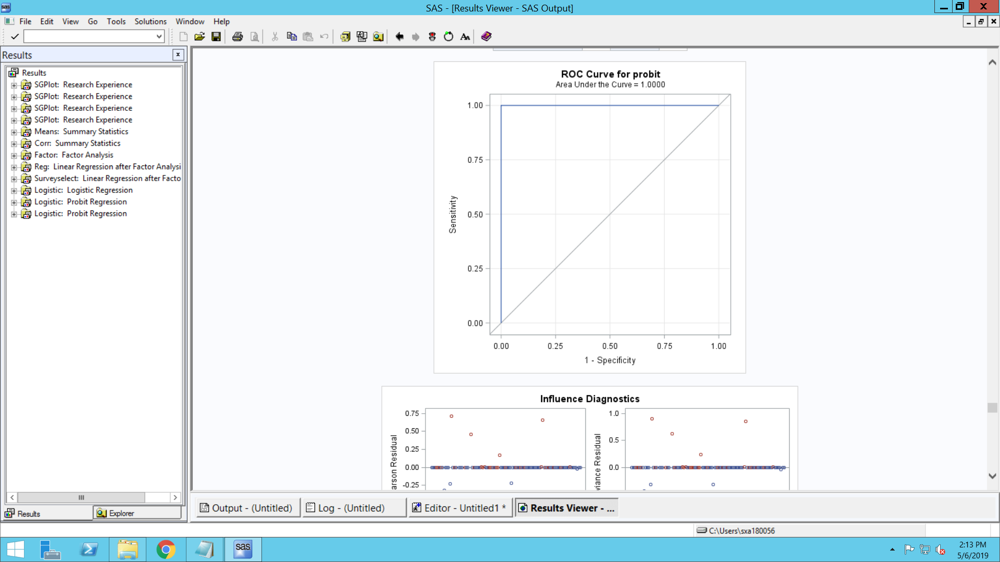 sas
SAS - [Results Viewer - SAS Output]
File Edit View Go Tools Solutions Window Help
Results
Results
SGPlot: Research Experience
SGPlot: Research Experience
SGPlot: Research Experience
SGPlot: Research Experience
Means: Summary Statistics
Corr: Summary Statistics
Factor: Factor Analysis
Reg: Linear Regression after Factor Analysi
Surveyselect: Linear Regression after Facto
Logistic: Logistic Regression
Logistic: Probit Regression
Logistic: Probit Regression
Results
Explorer
ROC Curve for probit
Area Under the Curve = 1.0000
1.00
0.75
0.50
0.25
0.00
Sensitivity
0.00 0.25 0.50 0.75 1.00
1 - Specificity
Influence Diagnostics
0.75
0.50
0.25
0.00
-0.25
arson Residual
1.0
0.5
0.0
viance Residual
Output - (Untitled)
Log - (Untitled)
Editor - Untitled1 *
Results Viewer - ...
C:\Users\sxa180056
sas
2:13 PM
5/6/2019